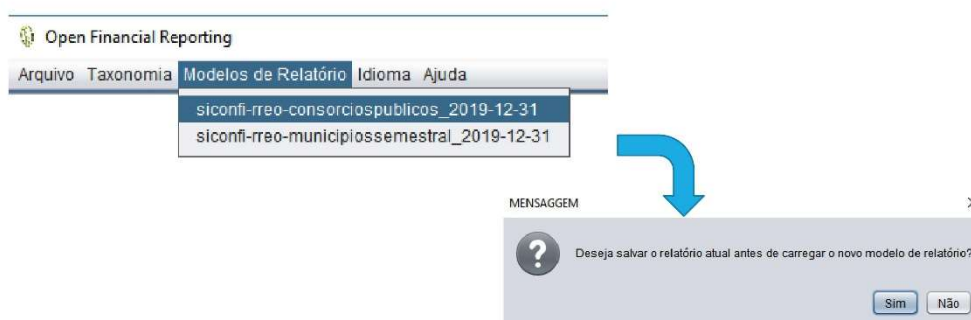 Open Financial Reporting
Arquivo Taxonomia Modelos de Relatório Idioma Ajuda
siconfi-rreo-consorciospublicos_2019-12-31
siconfi-rreo-municipiossemestral_2019-12-31
MENSAGGEM
Deseja salvar o relatório atual antes de carregar o novo modelo de relatório?
Sim Não